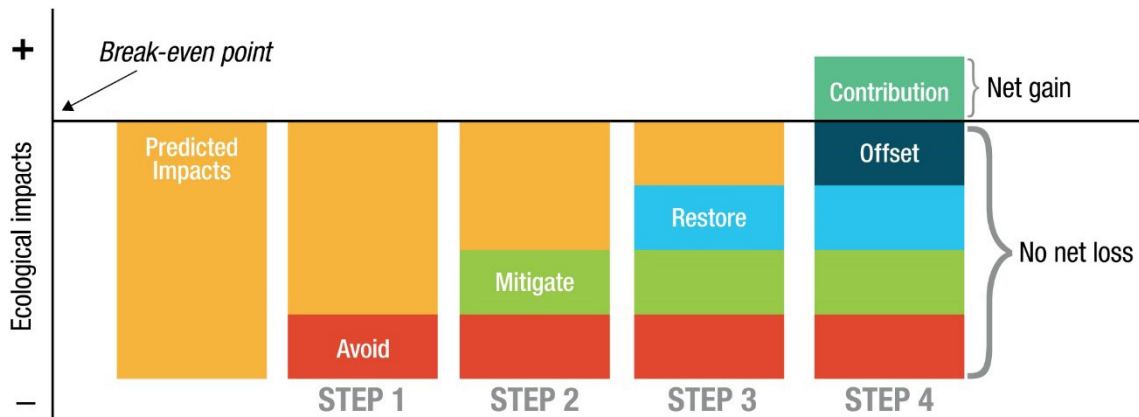 +
Break-even point
Contribution
Net gain
Ecological impacts
Predicted
Impacts
Offset
Restore
No net loss
Mitigate
Avoid
–
STEP 1
STEP 2
STEP 3
STEP 4